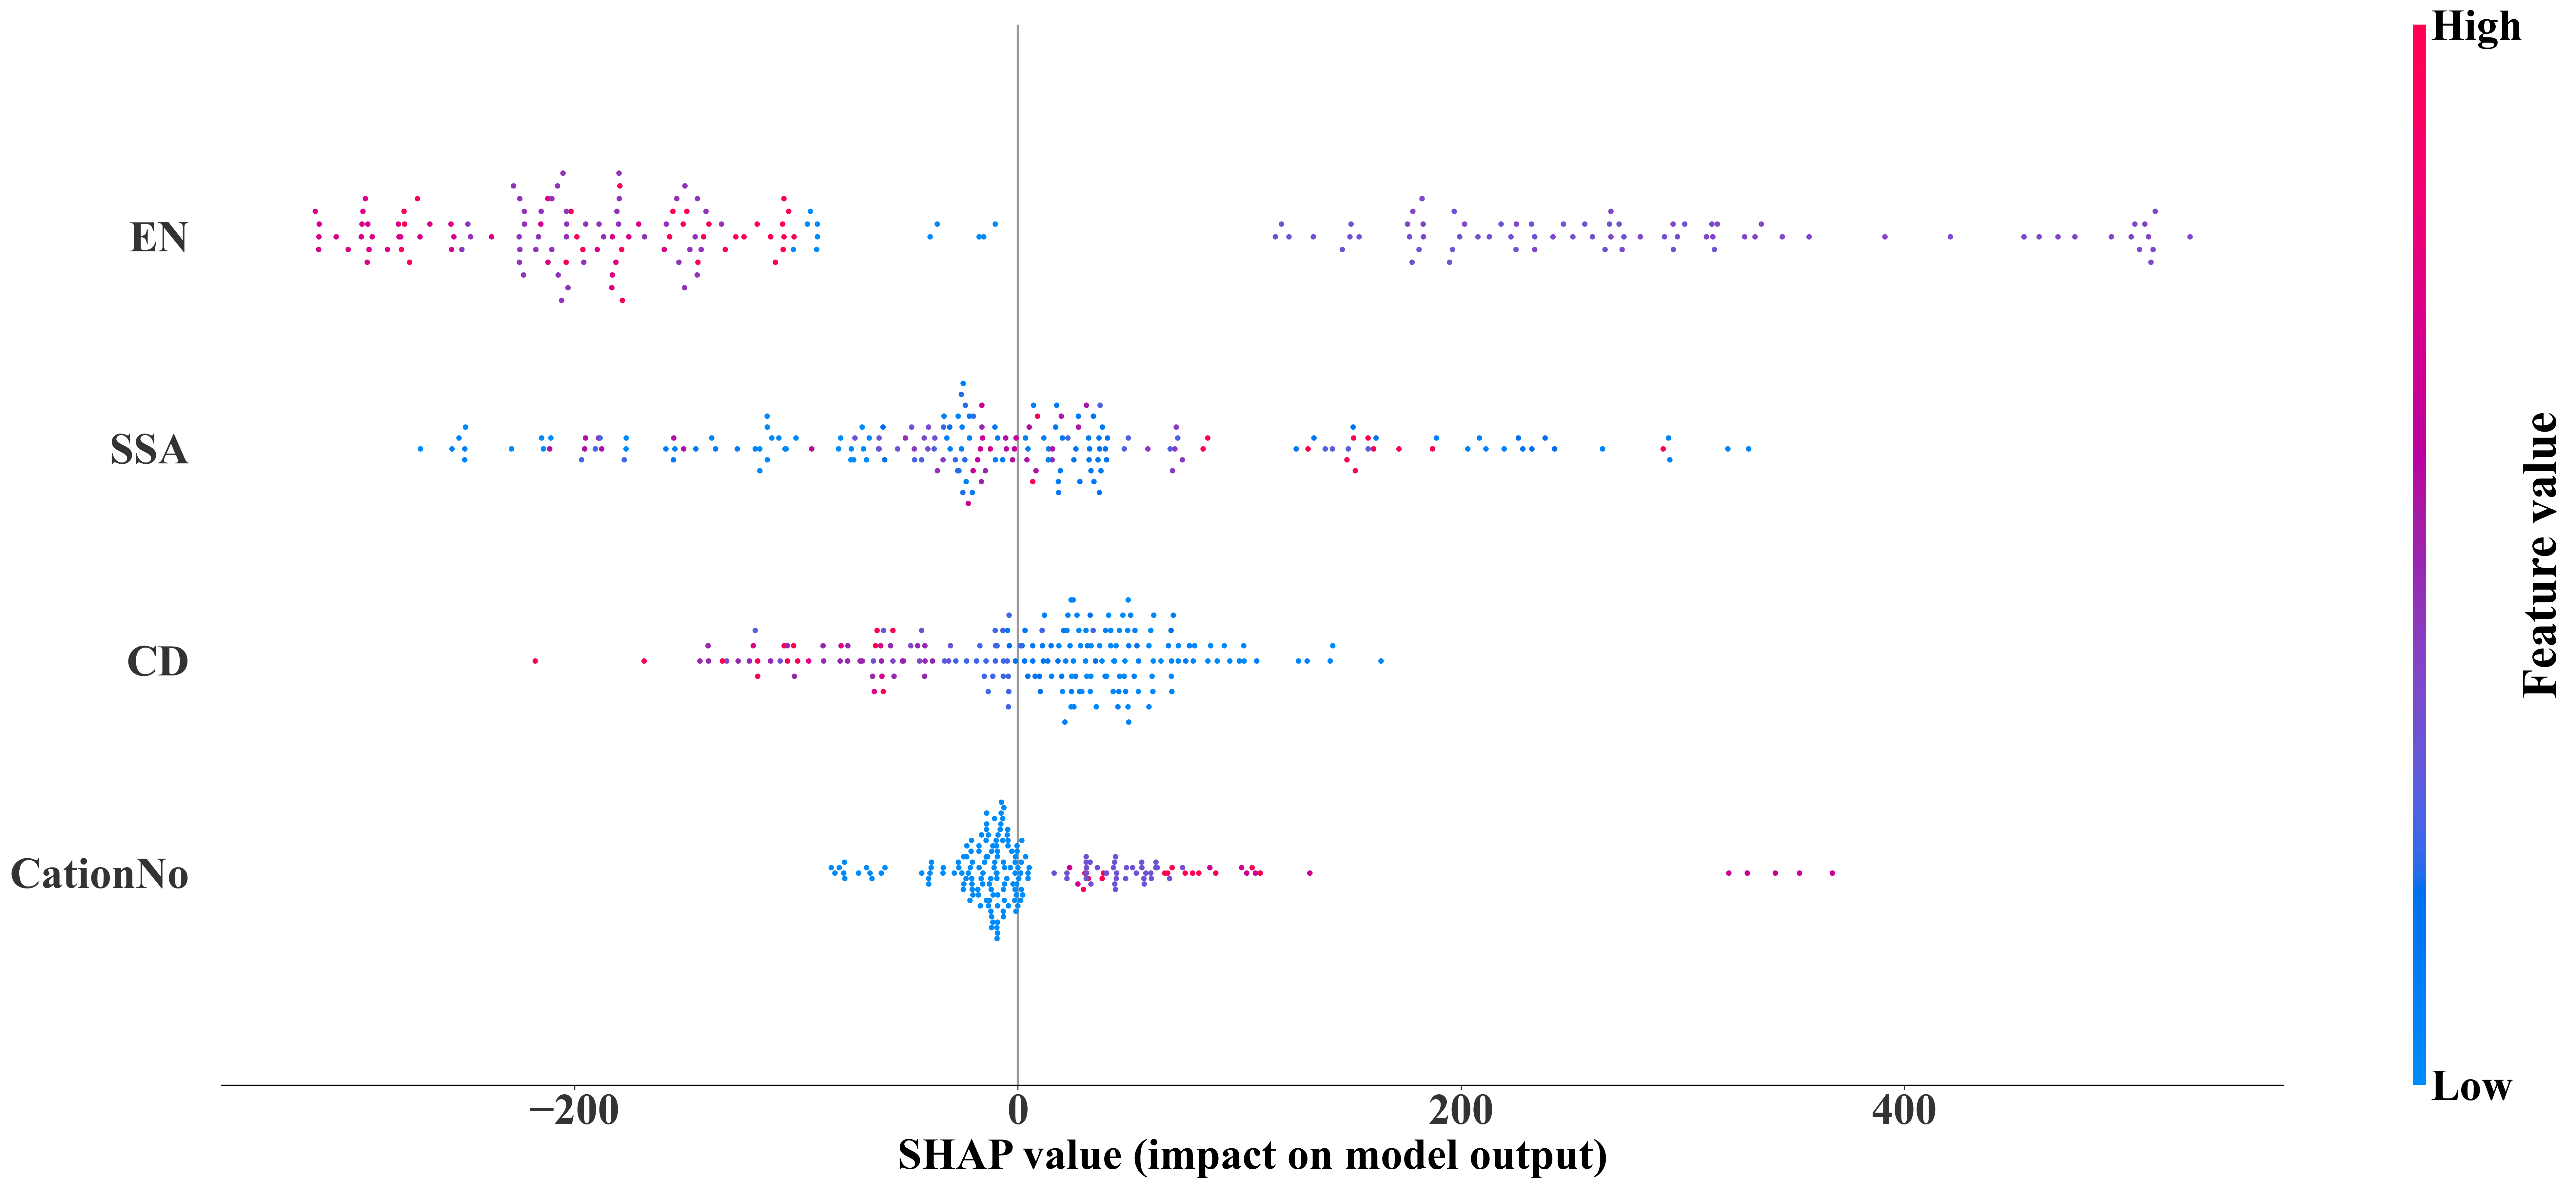 High
EN
SSA
CD
CationNo
Feature value
Low
−200
0
200
400
SHAP value (impact on model output)